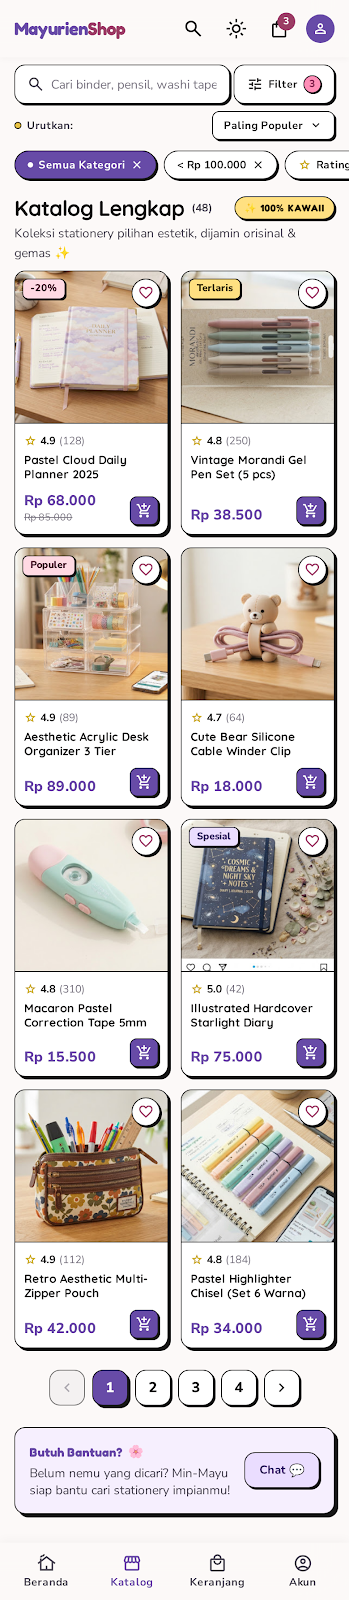 MayurienShop
3
Cari binder, pensil, washi tape
Filter 3
Urutkan:
Paling Populer
Semua Kategori
< Rp 100.000
Rating
Katalog Lengkap (48)
✨ 100% KAWAII
Koleksi stationery pilihan estetik, dijamin orisinal &
gemas ✨
-20%
DAILY
PLANNER
4.9 (128)
Pastel Cloud Daily
Planner 2025
Rp 68.000
Rp 85.000
Terlaris
MORANDI
4.8 (250)
Vintage Morandi Gel
Pen Set (5 pcs)
Rp 38.500
Populer
4.9 (89)
Aesthetic Acrylic Desk
Organizer 3 Tier
Rp 89.000
4.7 (64)
Cute Bear Silicone
Cable Winder Clip
Rp 18.000
4.8 (310)
Macaron Pastel
Correction Tape 5mm
Rp 15.500
Spesial
COSMIC
DREAMS &
NIGHT SKY
NOTES
5.0 (42)
Illustrated Hardcover
Starlight Diary
Rp 75.000
4.9 (112)
Retro Aesthetic Multi-
Zipper Pouch
Rp 42.000
4.8 (184)
Pastel Highlighter
Chisel (Set 6 Warna)
Rp 34.000
1 2 3 4
Butuh Bantuan? 🌸
Belum nemu yang dicari? Min-Mayu
siap bantu cari stationery impianmu!
Chat 💬
Beranda
Katalog
Keranjang
Akun